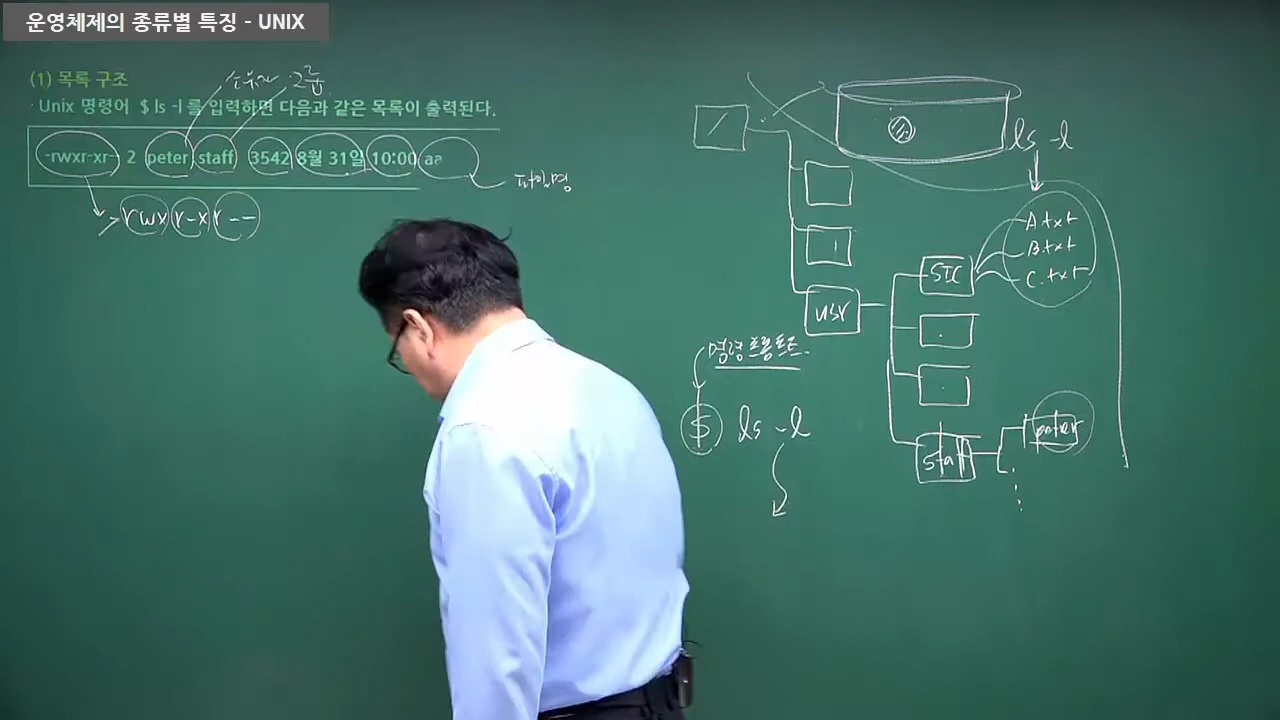 운영체제의 종류별 특징 - UNIX
(1) 목록 구조
소유자 그룹
· Unix 명령어 $ ls -l 를 입력하면 다음과 같은 목록이 출력된다.
-rwxr-xr-- 2 peter staff 3542 8월 31일 10:00 aa
파일명
rwx r-x r--
/
ls -l
A.txt
B.txt
C.txt
usr
명령 프롬프트
$ ls -l
staff
peter